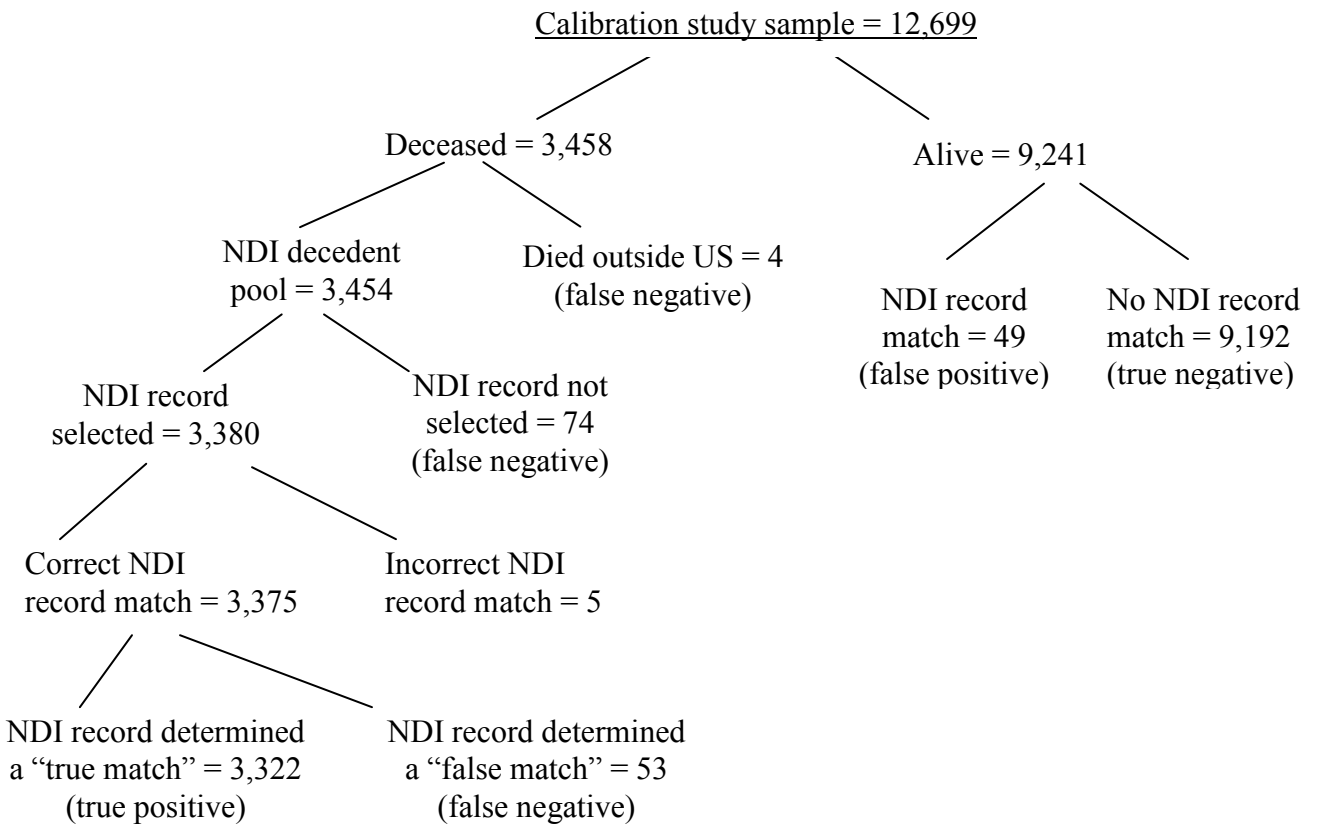 Calibration study sample = 12,699
Deceased = 3,458
Alive = 9,241
NDI decedent
pool = 3,454
Died outside US = 4
(false negative)
NDI record
match = 49
(false positive)
No NDI record
match = 9,192
(true negative)
NDI record
selected = 3,380
NDI record not
selected = 74
(false negative)
Correct NDI
record match = 3,375
Incorrect NDI
record match = 5
NDI record determined
a “true match” = 3,322
(true positive)
NDI record determined
a “false match” = 53
(false negative)